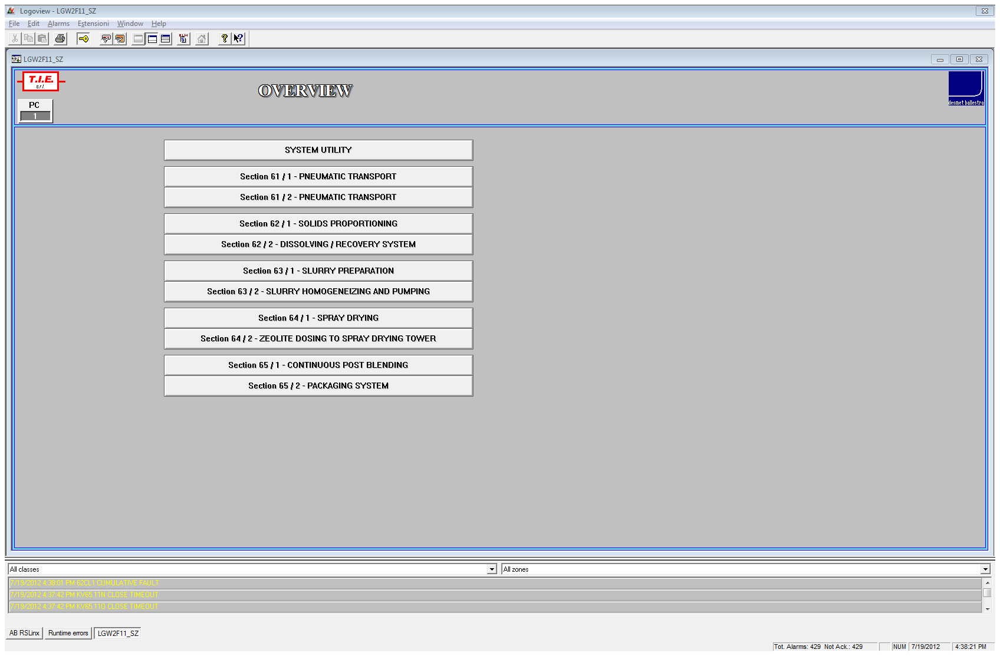 Logoview - LGW2F11_SZ
File Edit Alarms Estensioni Window Help
LGW2F11_SZ
T.I.E.
s.r.l.
OVERVIEW
desmet ballestra
PC
1
SYSTEM UTILITY
Section 61 / 1 - PNEUMATIC TRANSPORT
Section 61 / 2 - PNEUMATIC TRANSPORT
Section 62 / 1 - SOLIDS PROPORTIONING
Section 62 / 2 - DISSOLVING / RECOVERY SYSTEM
Section 63 / 1 - SLURRY PREPARATION
Section 63 / 2 - SLURRY HOMOGENEIZING AND PUMPING
Section 64 / 1 - SPRAY DRYING
Section 64 / 2 - ZEOLITE DOSING TO SPRAY DRYING TOWER
Section 65 / 1 - CONTINUOUS POST BLENDING
Section 65 / 2 - PACKAGING SYSTEM
All classes All zones
7/19/2012 4:38:01 PM 62CL1 CUMULATIVE FAULT
7/19/2012 4:37:42 PM KV65.11N CLOSE TIMEOUT
7/19/2012 4:37:42 PM KV65.11O CLOSE TIMEOUT
AB RSLinx Runtime errors LGW2F11_SZ
Tot. Alarms: 429 Not Ack.: 429 NUM 7/19/2012 4:38:21 PM